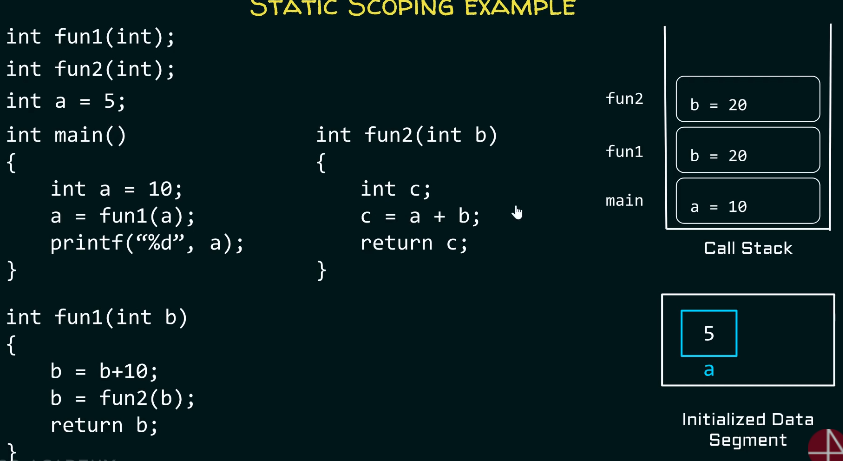 STATIC SCOPING EXAMPLE
int fun1(int);
int fun2(int);
int a = 5;
int main()
{
int a = 10;
a = fun1(a);
printf(“%d”, a);
}
int fun1(int b)
{
b = b+10;
b = fun2(b);
return b;
}
int fun2(int b)
{
int c;
c = a + b;
return c;
}
fun2
b = 20
fun1
b = 20
main
a = 10
Call Stack
5
a
Initialized Data
Segment